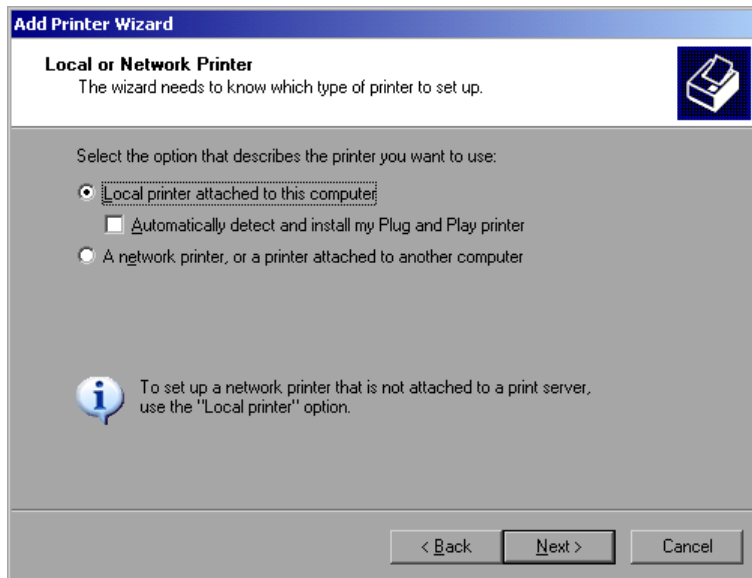 Add Printer Wizard
Local or Network Printer
The wizard needs to know which type of printer to set up.
Select the option that describes the printer you want to use:
Local printer attached to this computer
Automatically detect and install my Plug and Play printer
A network printer, or a printer attached to another computer
To set up a network printer that is not attached to a print server,
use the "Local printer" option.
< Back
Next >
Cancel